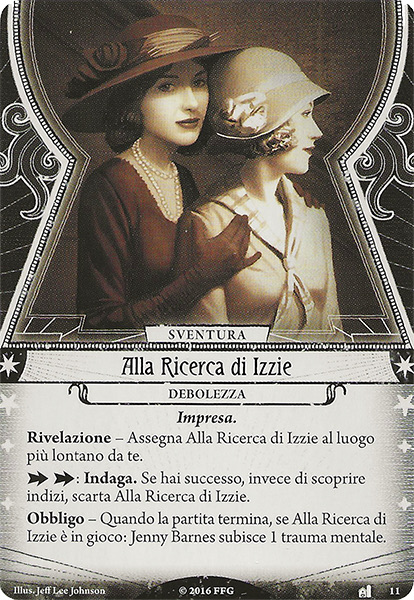 SVENTURA
Alla Ricerca di Izzie
DEBOLEZZA
Impresa.
Rivelazione – Assegna Alla Ricerca di Izzie al luogo
più lontano da te.
: Indaga. Se hai successo, invece di scoprire
indizi, scarta Alla Ricerca di Izzie.
Obbligo – Quando la partita termina, se Alla Ricerca di
Izzie è in gioco: Jenny Barnes subisce 1 trauma mentale.
Illus. Jeff Lee Johnson © 2016 FFG 11